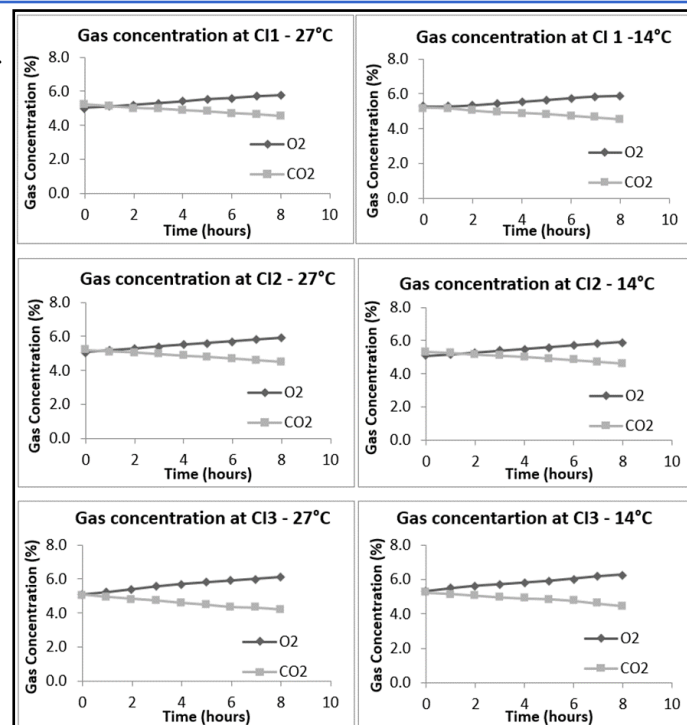 Gas concentration at CI1 - 27°C
Gas Concentration (%)
8.0
6.0
4.0
2.0
0.0
O2
CO2
0 2 4 6 8 10
Time (hours)
Gas concentration at CI 1 -14°C
Gas Concentration (%)
8.0
6.0
4.0
2.0
0.0
O2
CO2
0 2 4 6 8 10
Time (hours)
Gas concentration at CI2 - 27°C
Gas Concentration (%)
8.0
6.0
4.0
2.0
0.0
O2
CO2
0 2 4 6 8 10
Time (hours)
Gas concentration at CI2 - 14°C
Gas Concentration (%)
8.0
6.0
4.0
2.0
0.0
O2
CO2
0 2 4 6 8 10
Time (hours)
Gas concentration at CI3 - 27°C
Gas Concentration (%)
8.0
6.0
4.0
2.0
0.0
O2
CO2
0 2 4 6 8 10
Time (hours)
Gas concentartion at CI3 - 14°C
Gas Concentration (%)
8.0
6.0
4.0
2.0
0.0
O2
CO2
0 2 4 6 8 10
Time (hours)